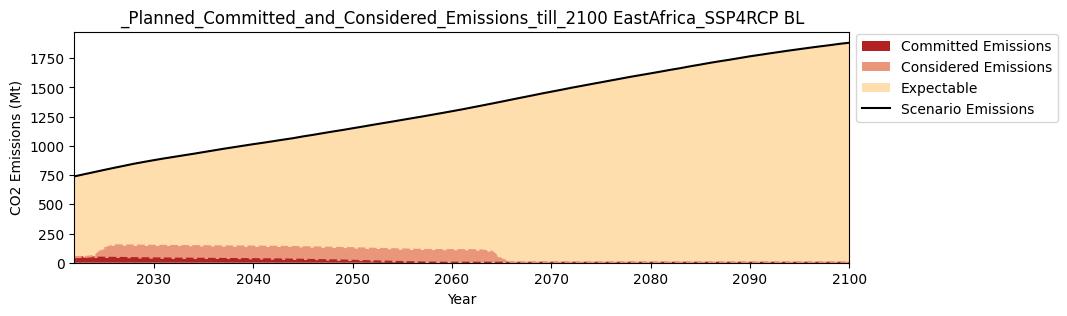 _Planned_Committed_and_Considered_Emissions_till_2100 EastAfrica_SSP4RCP BL
Committed Emissions
Considered Emissions
Expectable
Scenario Emissions
CO2 Emissions (Mt)
1750
1500
1250
1000
750
500
250
0
2030 2040 2050 2060 2070 2080 2090 2100
Year